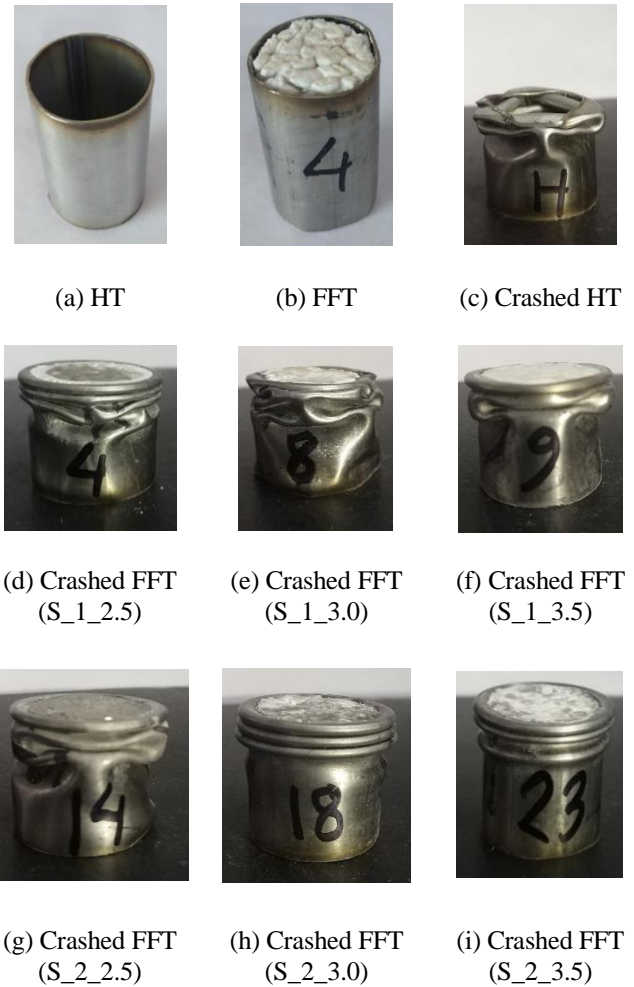 4
H
(a) HT
(b) FFT
(c) Crashed HT
4
8
9
(d) Crashed FFT
(S_1_2.5)
(e) Crashed FFT
(S_1_3.0)
(f) Crashed FFT
(S_1_3.5)
14
18
23
(g) Crashed FFT
(S_2_2.5)
(h) Crashed FFT
(S_2_3.0)
(i) Crashed FFT
(S_2_3.5)